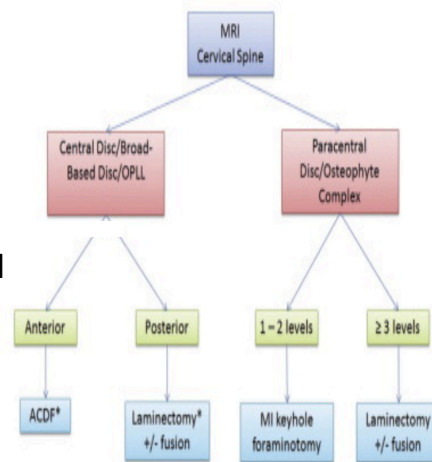 MRI
Cervical Spine
Central Disc/Broad-
Based Disc/OPLL
Paracentral
Disc/Osteophyte
Complex
Anterior
Posterior
1 – 2 levels
≥ 3 levels
ACDF*
Laminectomy*
+/- fusion
MI keyhole
foraminotomy
Laminectomy
+/- fusion